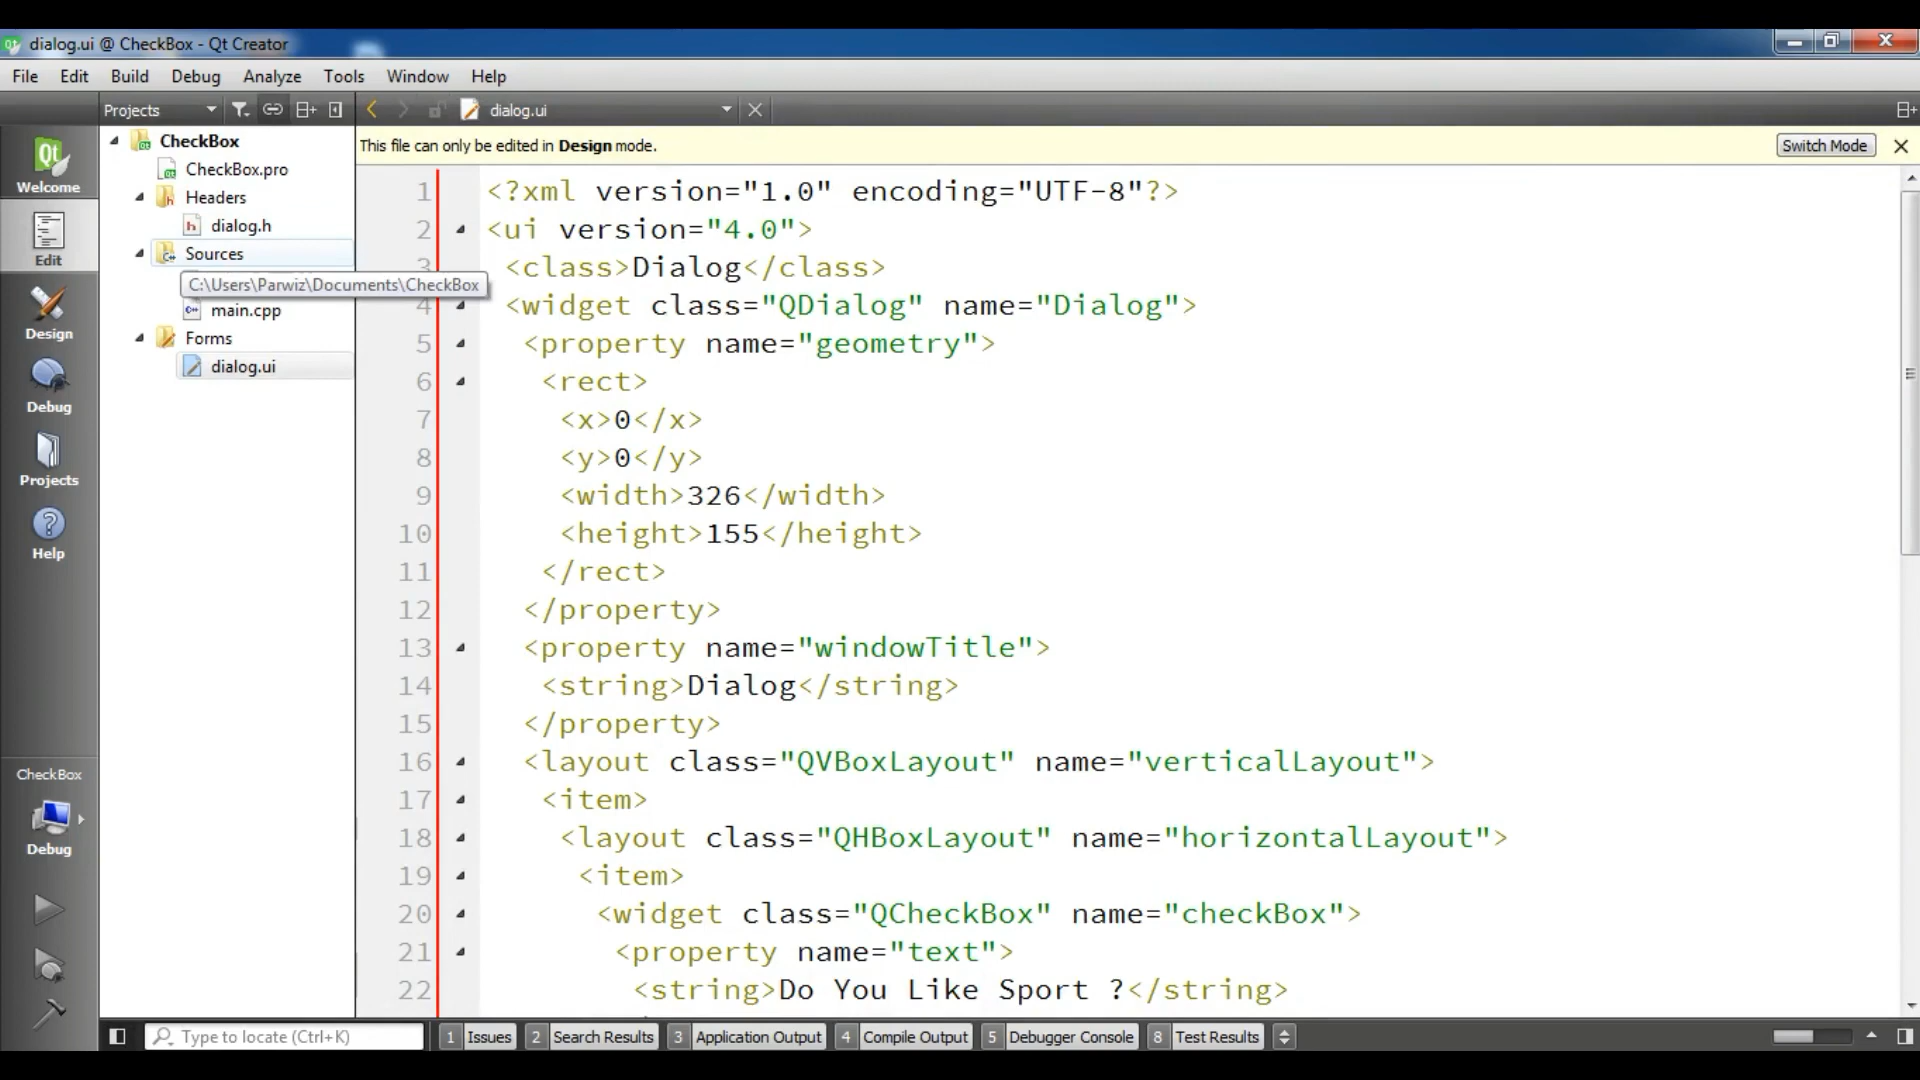 dialog.ui @ CheckBox - Qt Creator
File Edit Build Debug Analyze Tools Window Help
Projects dialog.ui
This file can only be edited in Design mode. Switch Mode
Welcome
Edit
Design
Debug
Projects
Help
CheckBox
Debug
CheckBox
CheckBox.pro
Headers
dialog.h
Sources
C:\Users\Parwiz\Documents\CheckBox
main.cpp
Forms
dialog.ui
1 <?xml version="1.0" encoding="UTF-8"?>
2 <ui version="4.0">
3 <class>Dialog</class>
4 <widget class="QDialog" name="Dialog">
5 <property name="geometry">
6 <rect>
7 <x>0</x>
8 <y>0</y>
9 <width>326</width>
10 <height>155</height>
11 </rect>
12 </property>
13 <property name="windowTitle">
14 <string>Dialog</string>
15 </property>
16 <layout class="QVBoxLayout" name="verticalLayout">
17 <item>
18 <layout class="QHBoxLayout" name="horizontalLayout">
19 <item>
20 <widget class="QCheckBox" name="checkBox">
21 <property name="text">
22 <string>Do You Like Sport ?</string>
Type to locate (Ctrl+K) 1 Issues 2 Search Results 3 Application Output 4 Compile Output 5 Debugger Console 8 Test Results